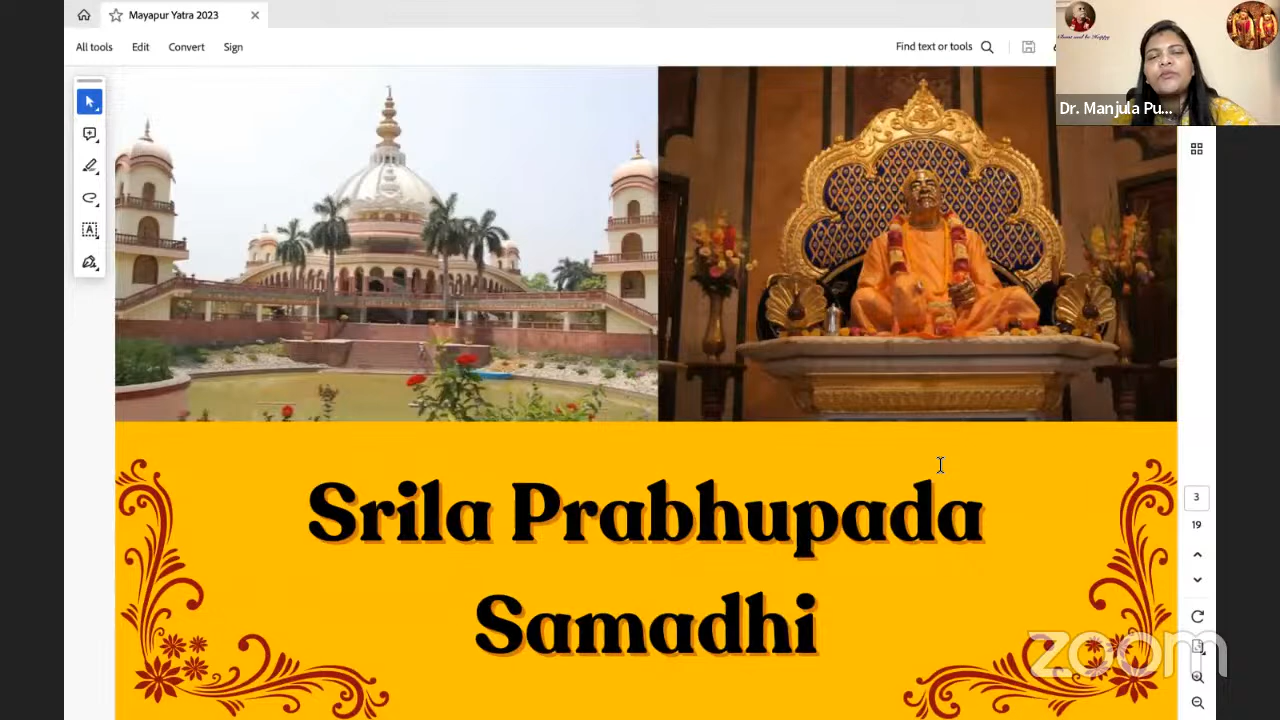 Mayapur Yatra 2023
All tools Edit Convert Sign
Find text or tools
Dr. Manjula Pu...
Srila Prabhupada
Samadhi
3
19
zoom